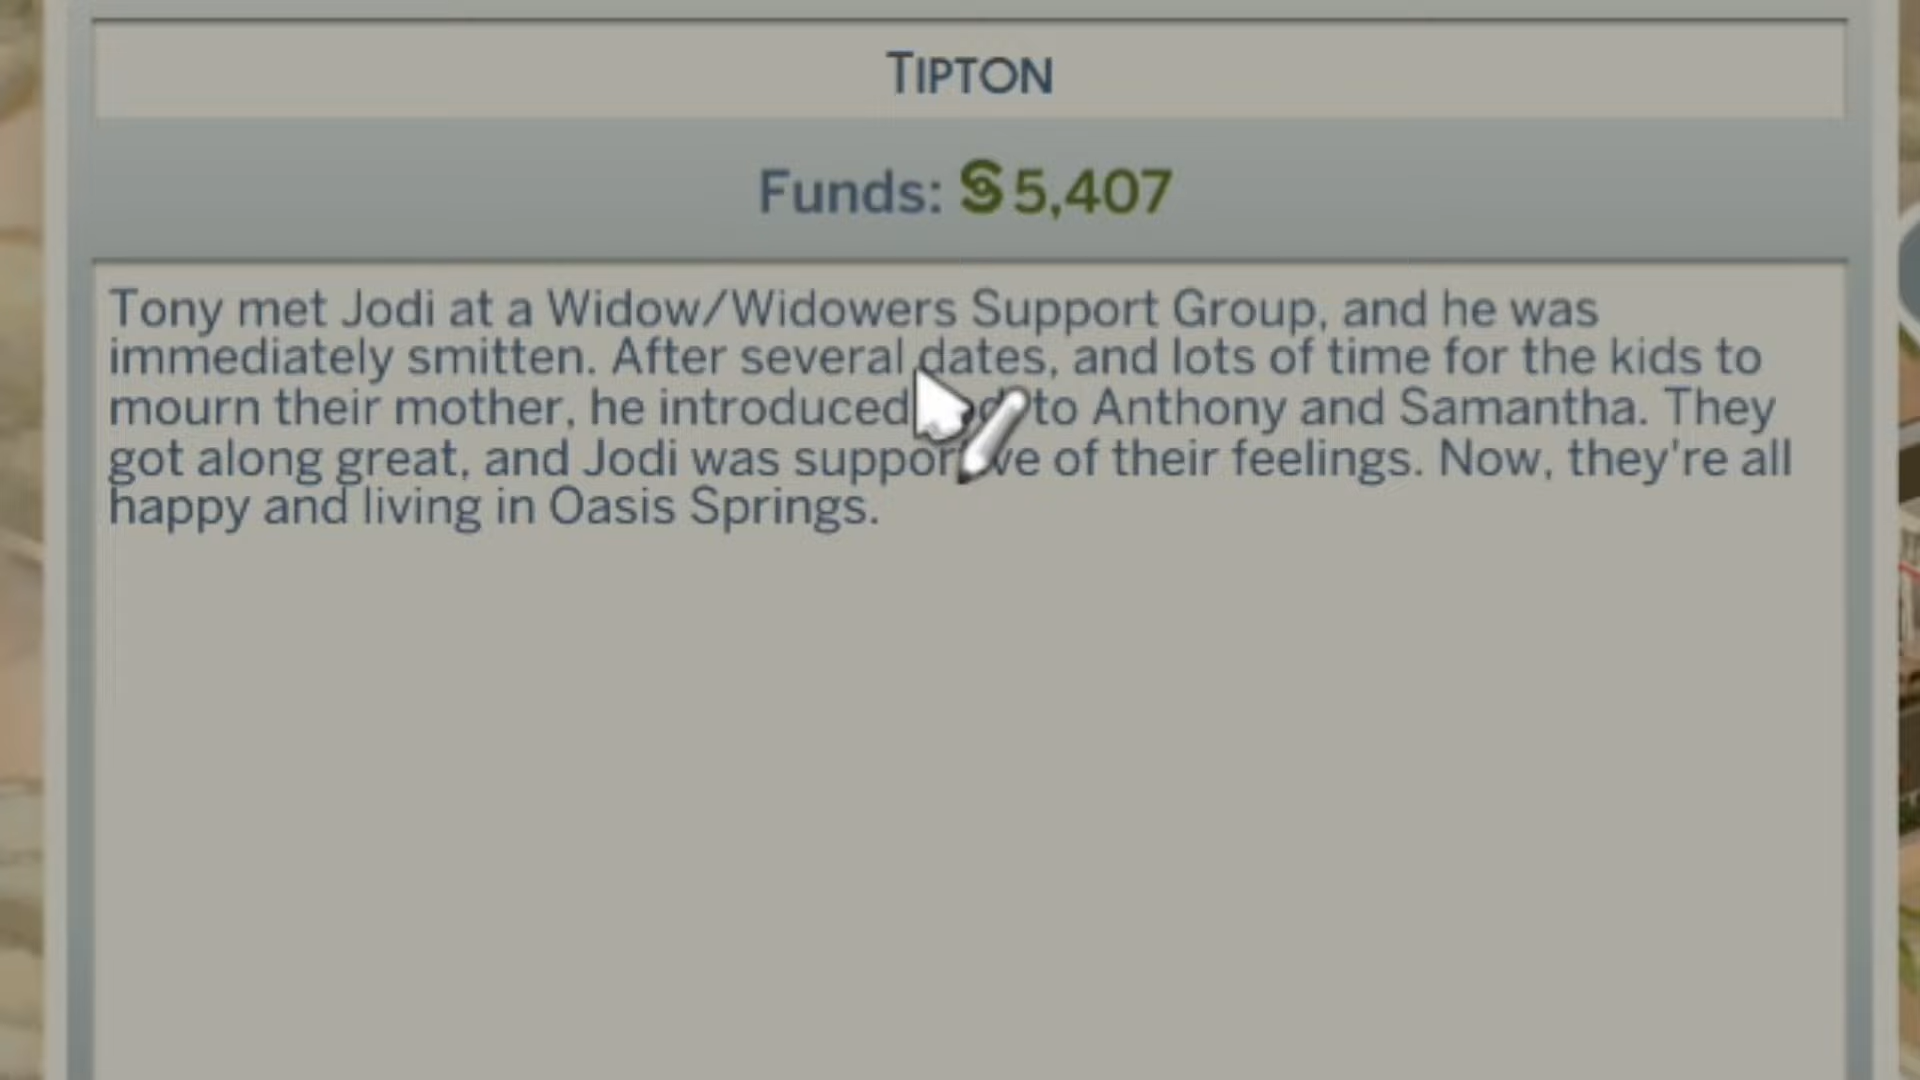 TIPTON
Funds: §5,407
Tony met Jodi at a Widow/Widowers Support Group, and he was
immediately smitten. After several dates, and lots of time for the kids to
mourn their mother, he introduced to Anthony and Samantha. They
got along great, and Jodi was supportive of their feelings. Now, they're all
happy and living in Oasis Springs.